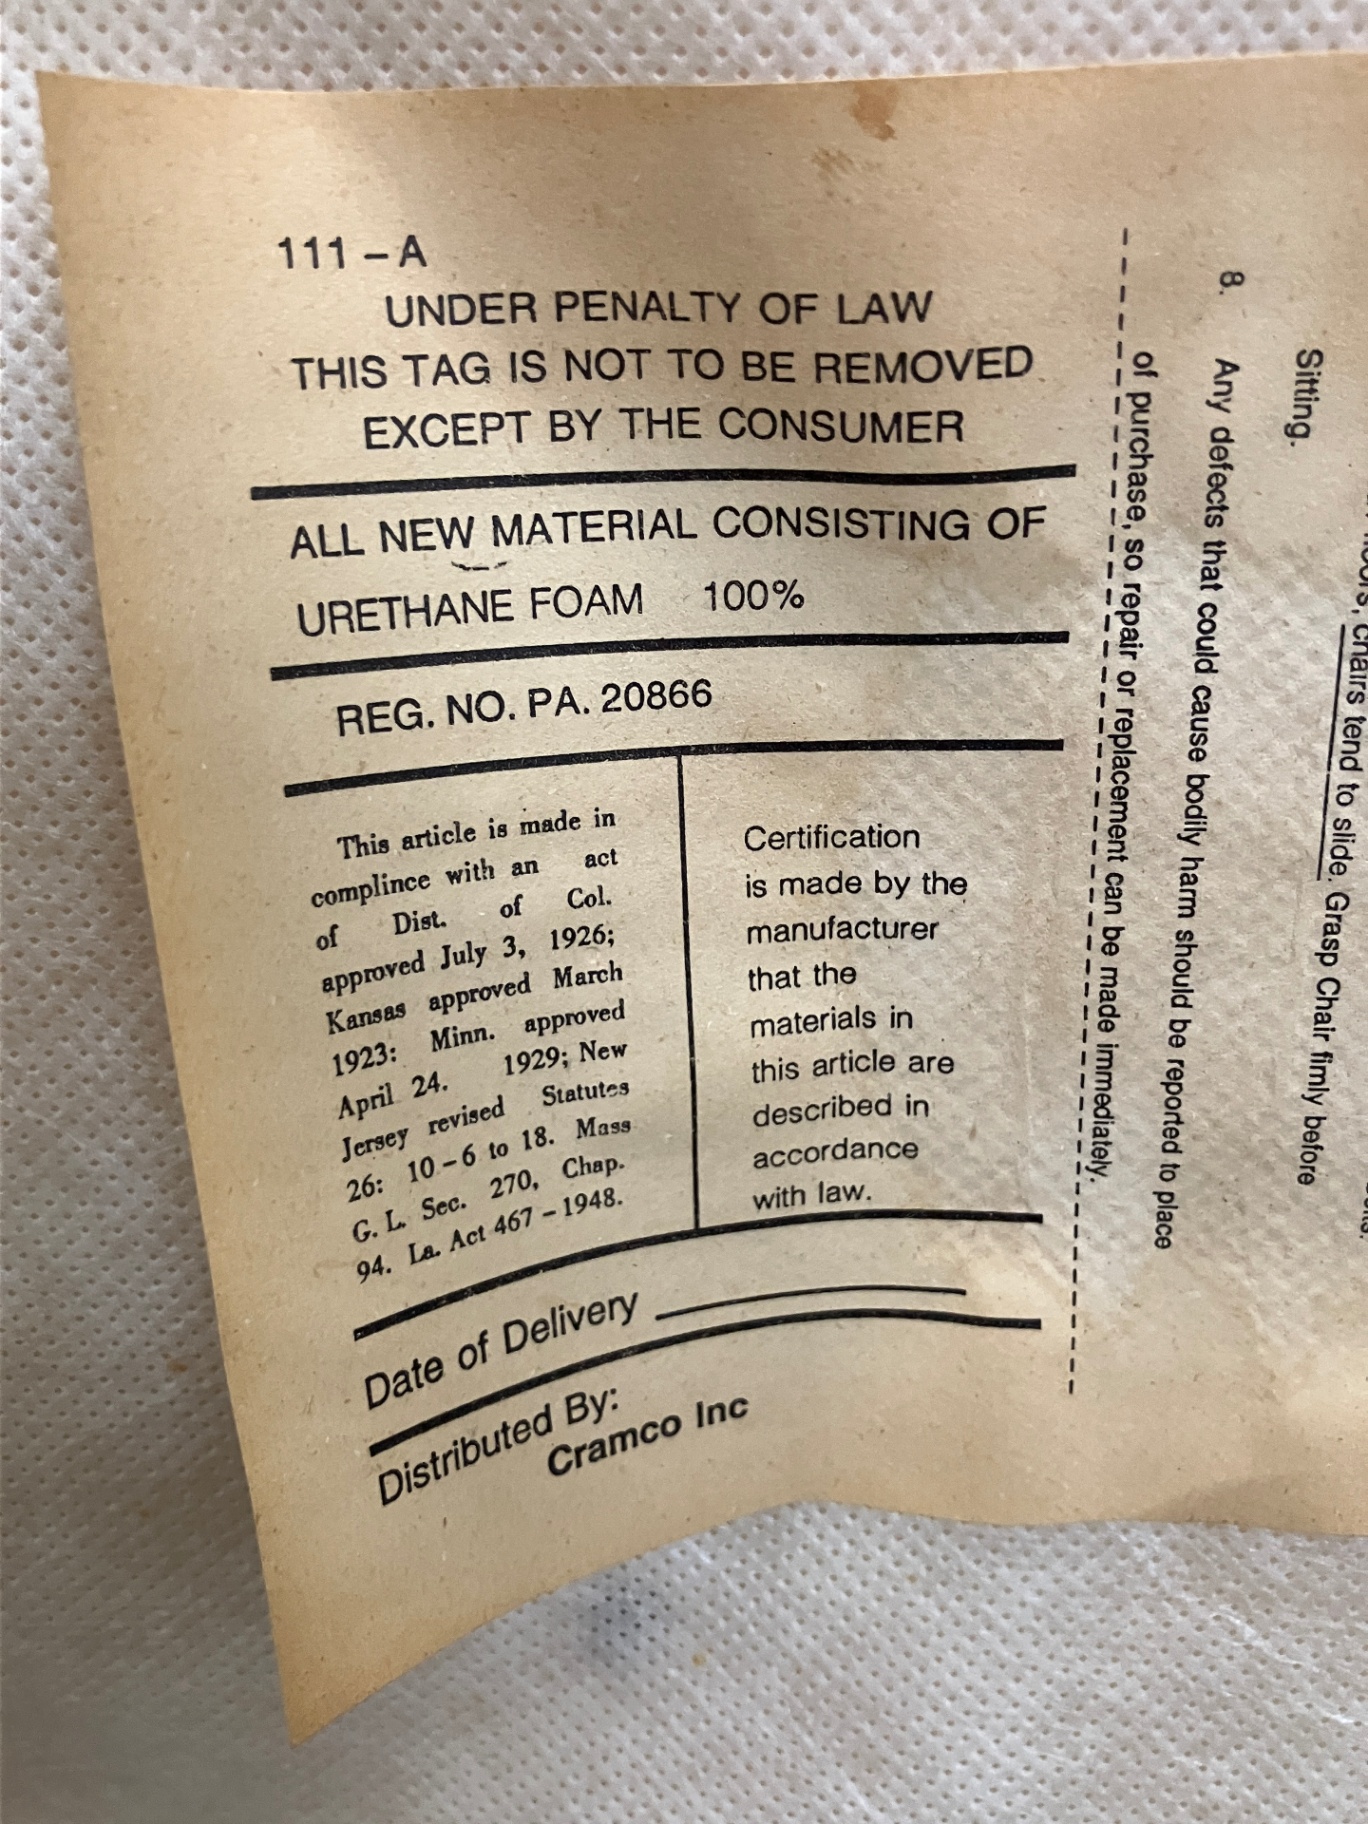 111 – A
UNDER PENALTY OF LAW
THIS TAG IS NOT TO BE REMOVED
EXCEPT BY THE CONSUMER
ALL NEW MATERIAL CONSISTING OF
URETHANE FOAM 100%
REG. NO. PA. 20866
This article is made in
complince with an act
of Dist. of Col.
approved July 3, 1926;
Kansas approved March
1923: Minn. approved
April 24. 1929; New
Jersey revised Statutes
26: 10 – 6 to 18. Mass
G. L. Sec. 270, Chap.
94. La. Act 467 – 1948.
Certification
is made by the
manufacturer
that the
materials in
this article are
described in
accordance
with law.
Date of Delivery
Distributed By:
Cramco Inc
chairs tend to slide. Grasp Chair fimly before
Sitting.
8. Any defects that could cause bodily harm should be reported to place
of purchase, so repair or replacement can be made immediately.